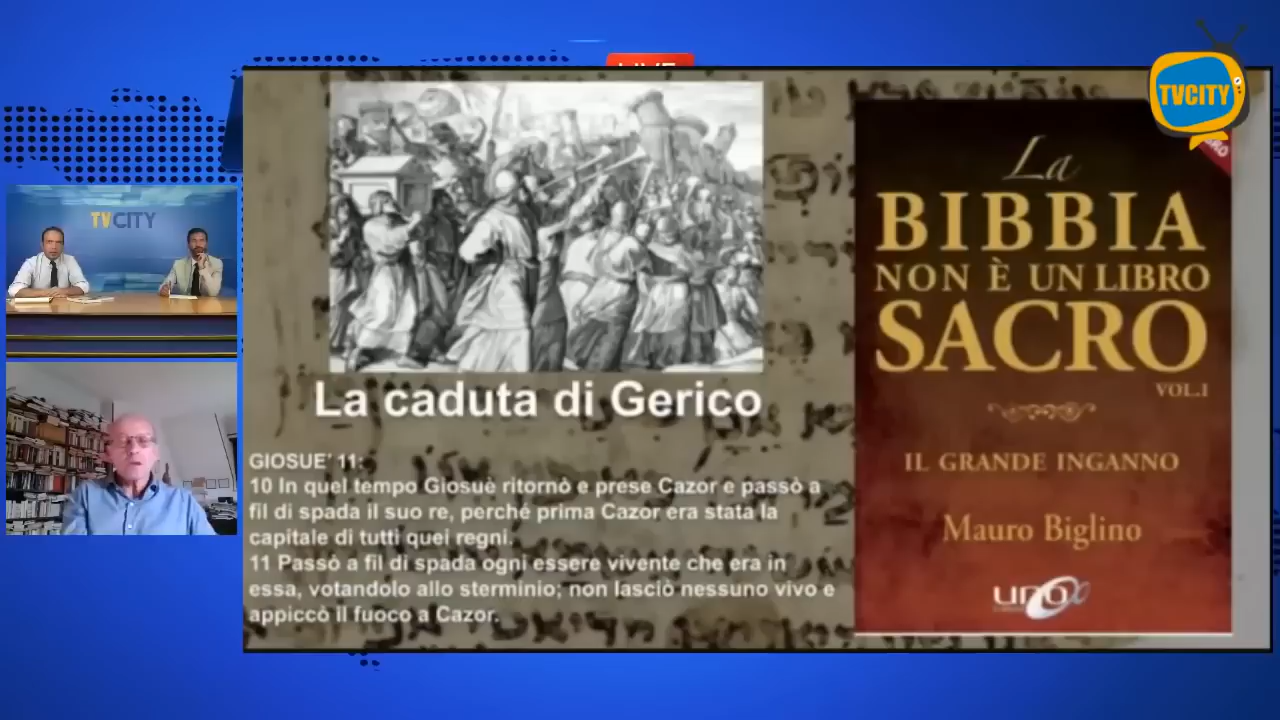 LIVE
TVCITY
TVCITY
La caduta di Gerico
GIOSUE' 11:
10 In quel tempo Giosuè ritornò e prese Cazor e passò a
fil di spada il suo re, perché prima Cazor era stata la
capitale di tutti quei regni.
11 Passò a fil di spada ogni essere vivente che era in
essa, votandolo allo sterminio; non lasciò nessuno vivo e
appiccò il fuoco a Cazor.
La
BIBBIA
NON È UN LIBRO
SACRO
VOL.I
IL GRANDE INGANNO
Mauro Biglino
uno